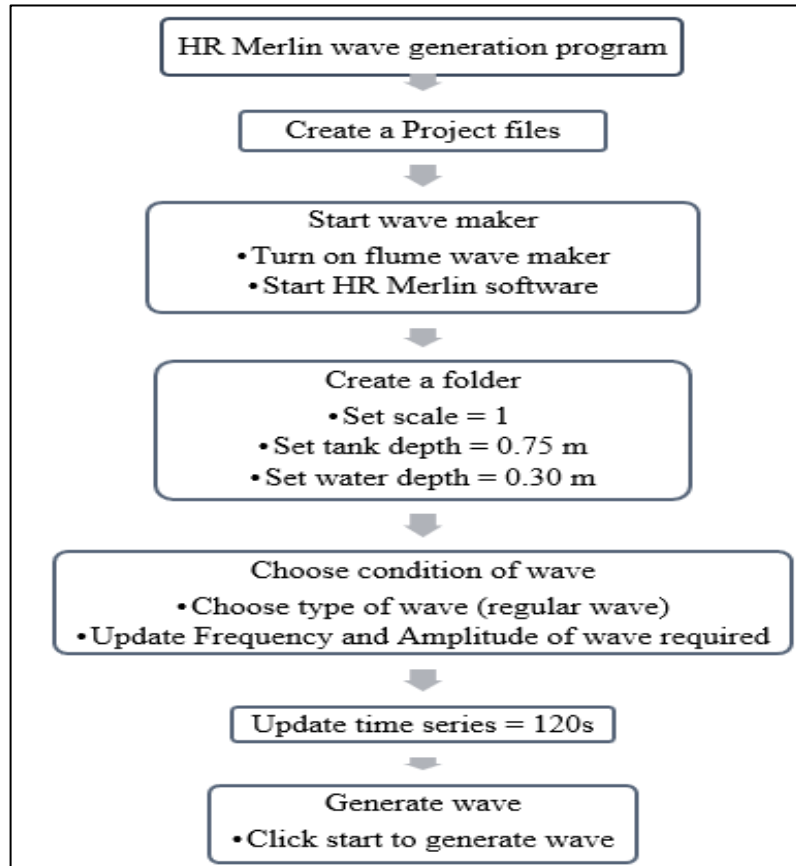 HR Merlin wave generation program
Create a Project files
Start wave maker
•Turn on flume wave maker
•Start HR Merlin software
Create a folder
•Set scale = 1
•Set tank depth = 0.75 m
•Set water depth = 0.30 m
Choose condition of wave
•Choose type of wave (regular wave)
•Update Frequency and Amplitude of wave required
Update time series = 120s
Generate wave
•Click start to generate wave